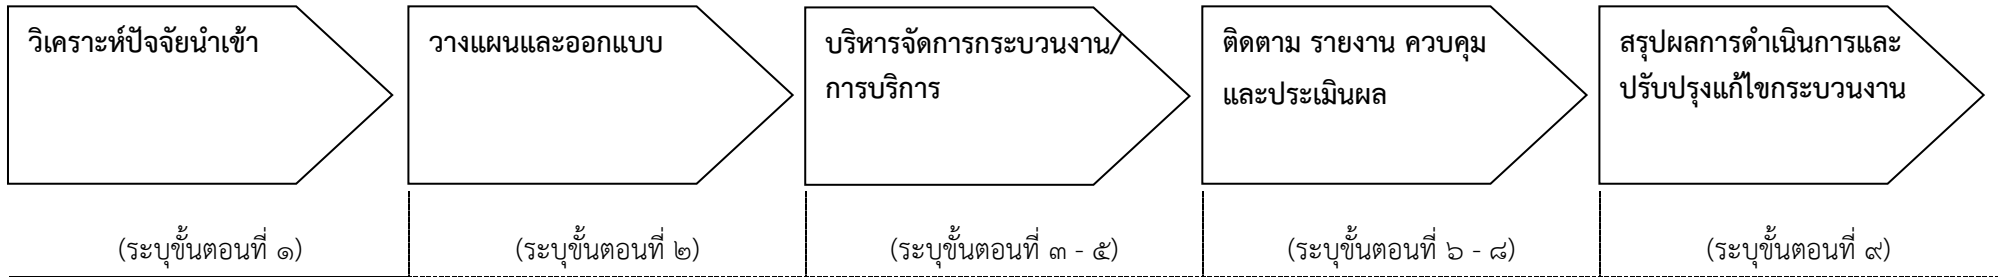 วิเคราะห์ปัจจัยนำเข้า
วางแผนและออกแบบ
บริหารจัดการกระบวนงาน/
การบริการ
ติดตาม รายงาน ควบคุม
และประเมินผล
สรุปผลการดำเนินการและ
ปรับปรุงแก้ไขกระบวนงาน
(ระบุขั้นตอนที่ ๑)
(ระบุขั้นตอนที่ ๒)
(ระบุขั้นตอนที่ ๓ - ๕)
(ระบุขั้นตอนที่ ๖ - ๘)
(ระบุขั้นตอนที่ ๙)